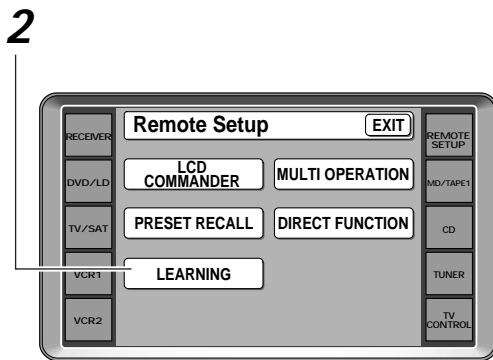 2
Remote Setup
EXIT
RECEIVER
DVD/LD
TV/SAT
VCR1
VCR2
LCD
COMMANDER
MULTI OPERATION
PRESET RECALL
DIRECT FUNCTION
LEARNING
REMOTE
SETUP
MD/TAPE1
CD
TUNER
TV
CONTROL